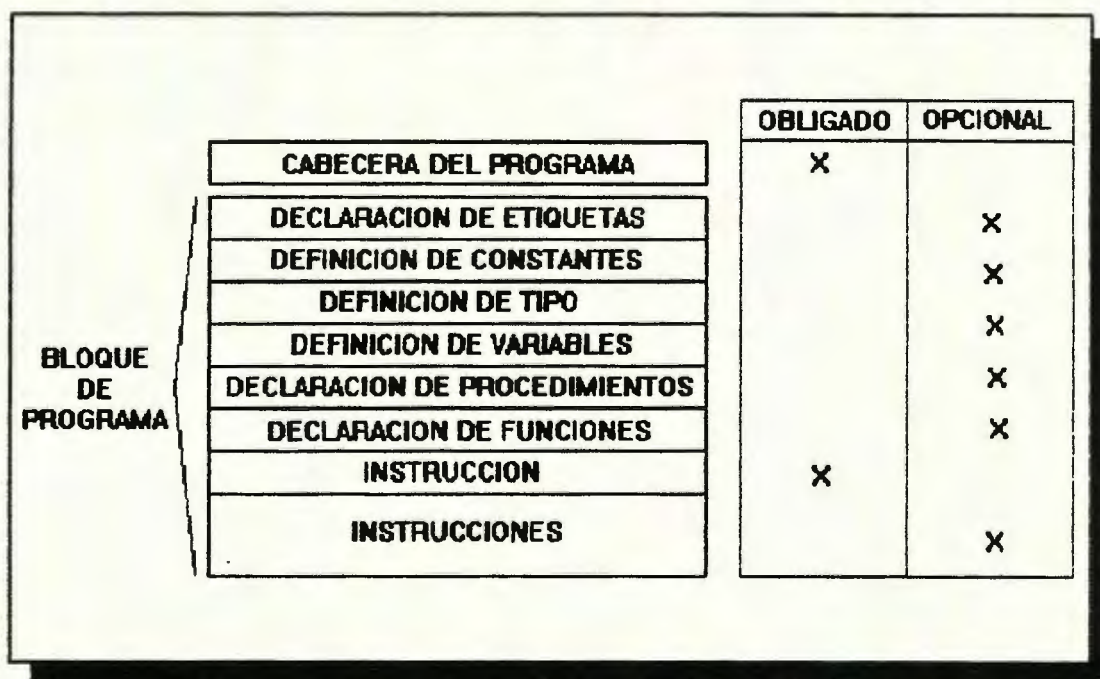 OBLIGADO OPCIONAL
CABECERA DEL PROGRAMA X
DECLARACION DE ETIQUETAS X
DEFINICION DE CONSTANTES X
DEFINICION DE TIPO X
DEFINICION DE VARIABLES X
DECLARACION DE PROCEDIMIENTOS X
DECLARACION DE FUNCIONES
INSTRUCCION X
INSTRUCCIONES X
BLOQUE
DE
PROGRAMA